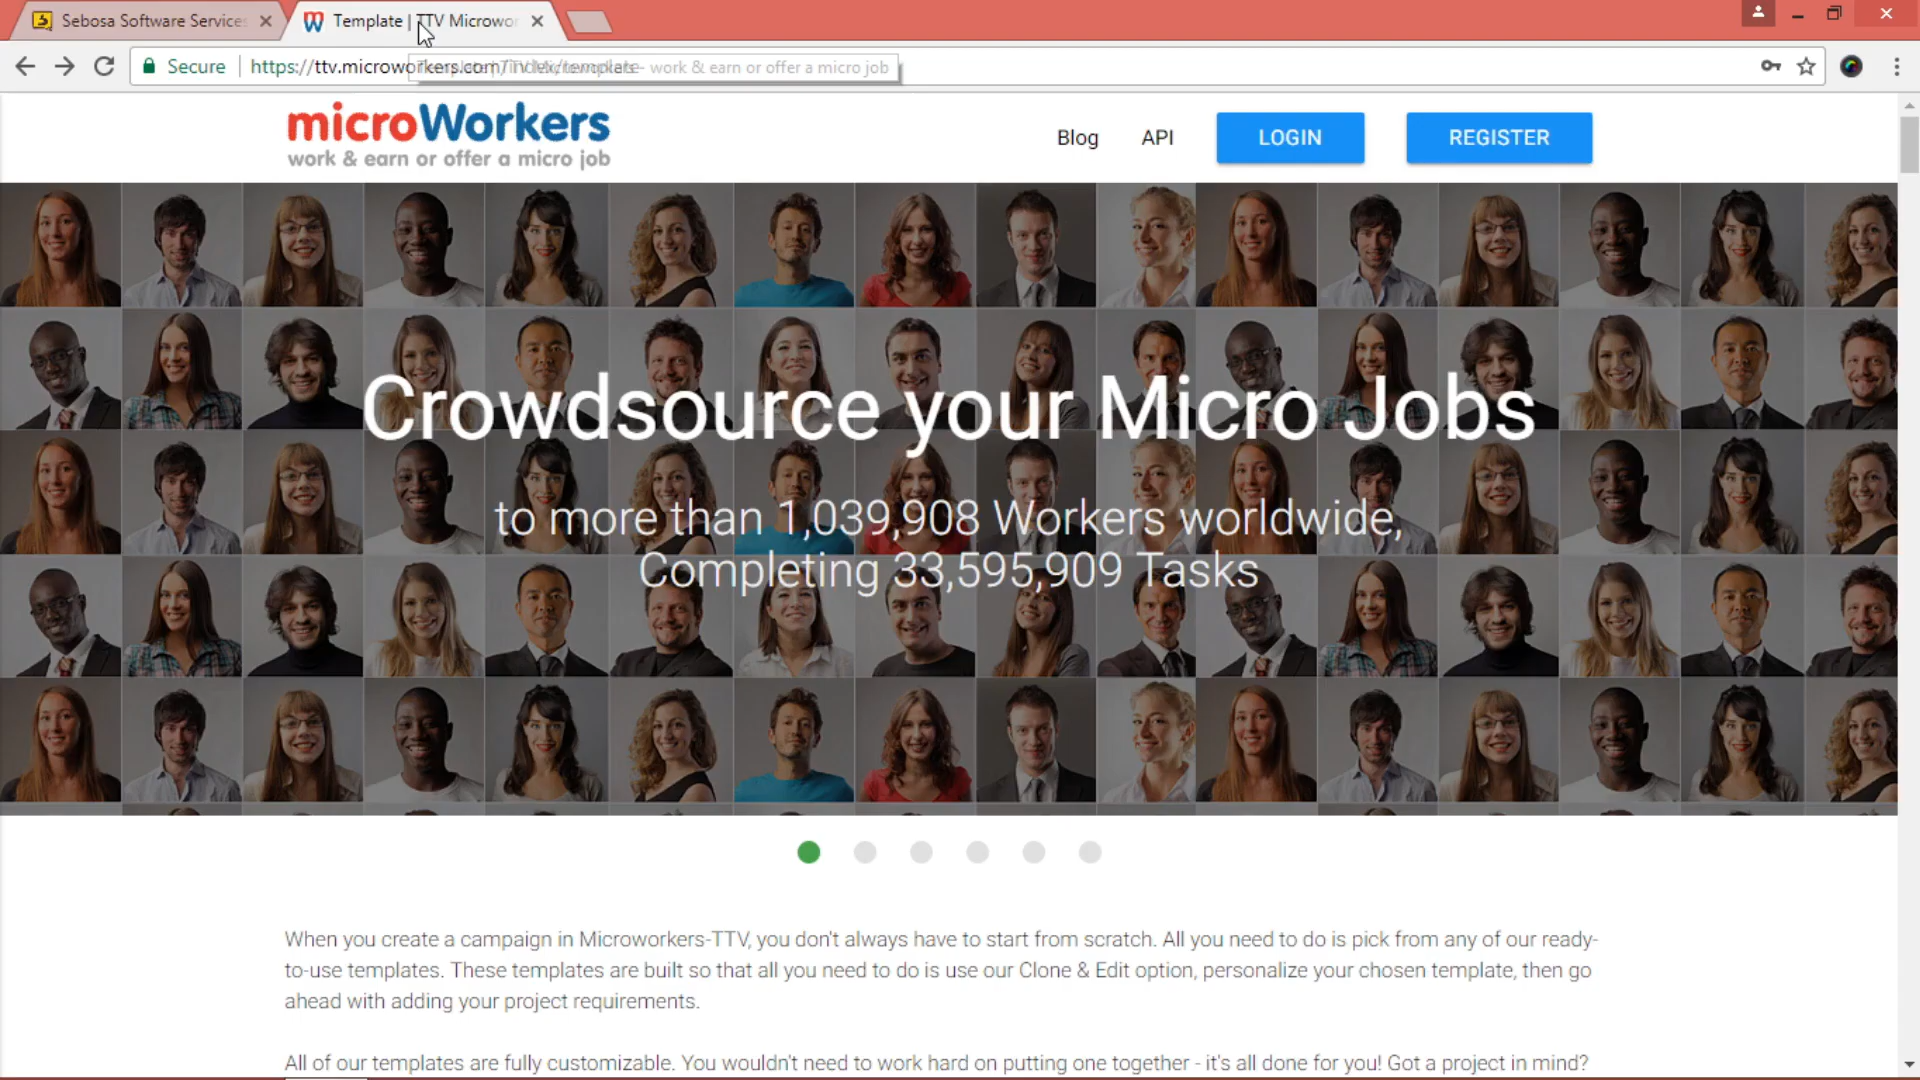 Sebosa Software Services
Template | TTV Microwor
Secure
https://ttv.microworkers.com/
- work & earn or offer a micro job
microWorkers
work & earn or offer a micro job
Blog
API
LOGIN
REGISTER
Crowdsource your Micro Jobs
to more than 1,039,908 Workers worldwide,
Completing 33,595,909 Tasks
When you create a campaign in Microworkers-TTV, you don't always have to start from scratch. All you need to do is pick from any of our ready-
to-use templates. These templates are built so that all you need to do is use our Clone & Edit option, personalize your chosen template, then go
ahead with adding your project requirements.
All of our templates are fully customizable. You wouldn't need to work hard on putting one together - it's all done for you! Got a project in mind?